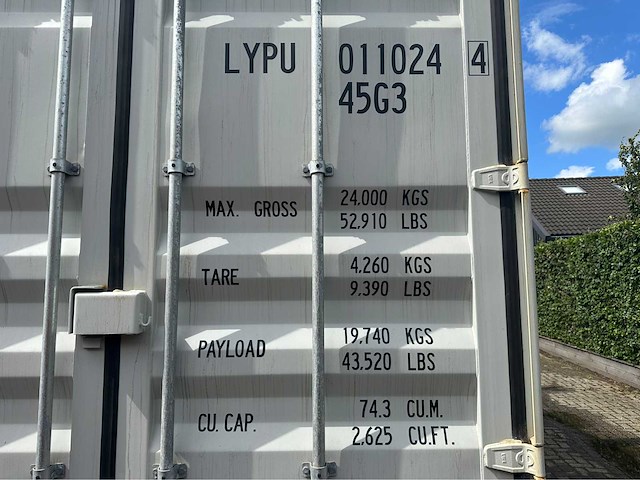 LYPU 011024 4
45G3
MAX. GROSS 24.000 KGS
52.910 LBS
TARE 4.260 KGS
9.390 LBS
PAYLOAD 19.740 KGS
43.520 LBS
CU. CAP. 74.3 CU.M.
2.625 CU.FT.